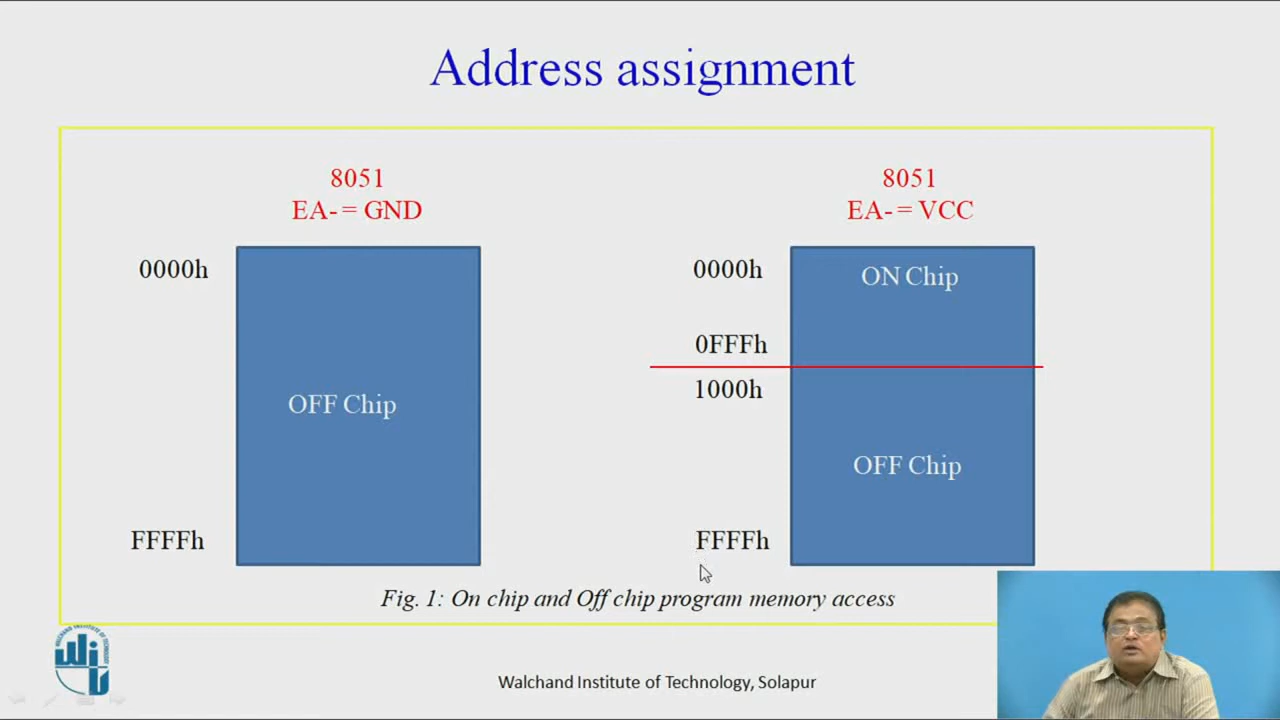 Address assignment
8051
EA- = GND
0000h
OFF Chip
FFFFh
8051
EA- = VCC
0000h
ON Chip
0FFFh
1000h
OFF Chip
FFFFh
Fig. 1: On chip and Off chip program memory access
Walchand Institute of Technology, Solapur